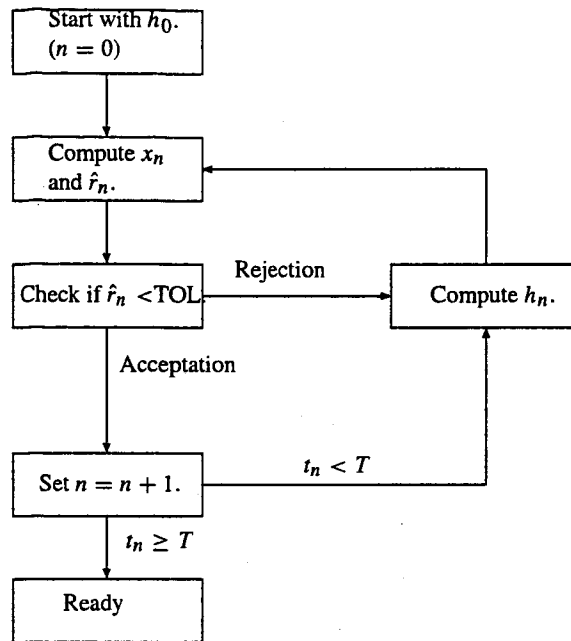 Start with h₀.
(n = 0)
Compute xₙ
and r̂ₙ.
Rejection
Check if r̂ₙ <TOL
Compute hₙ.
Acceptation
tₙ < T
Set n = n + 1.
tₙ ≥ T
Ready